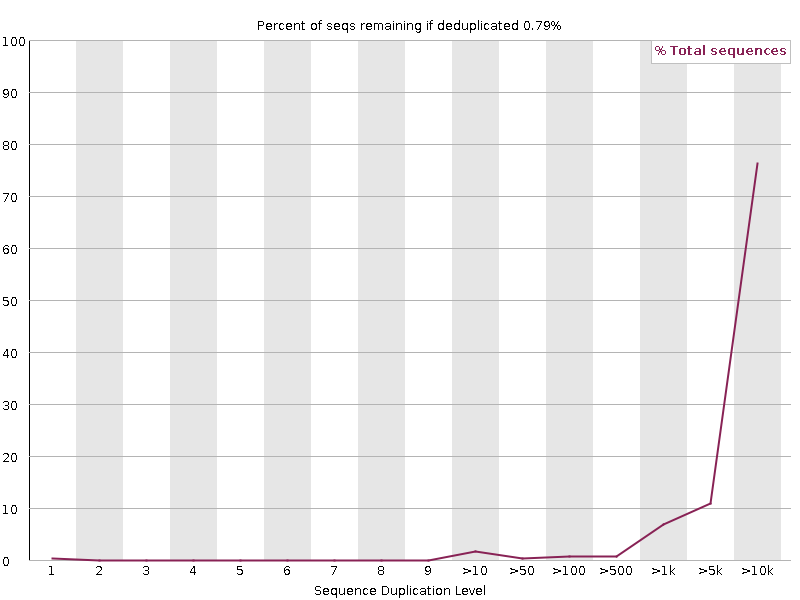 Percent of seqs remaining if deduplicated 0.79%
% Total sequences
100
90
80
70
60
50
40
30
20
10
0
1 2 3 4 5 6 7 8 9 >10 >50 >100 >500 >1k >5k >10k
Sequence Duplication Level